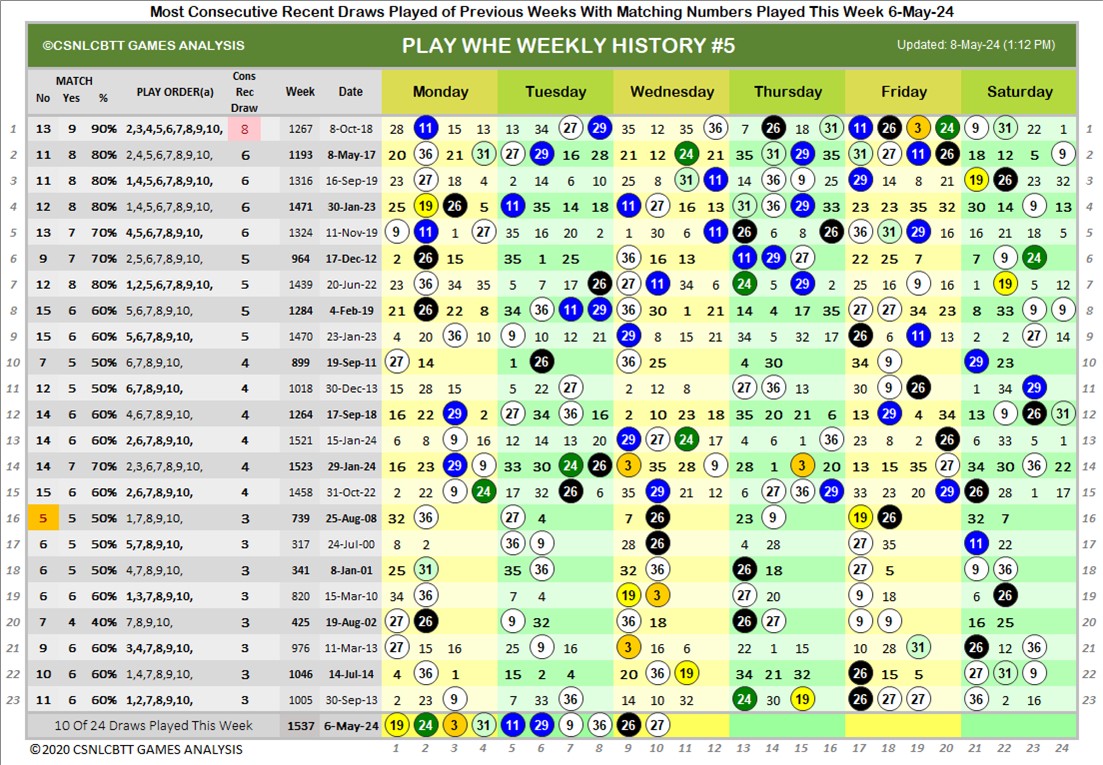 Most Consecutive Recent Draws Played of Previous Weeks With Matching Numbers Played This Week 6-May-24
©CSNLCBTT GAMES ANALYSIS PLAY WHE WEEKLY HISTORY #5 Updated: 8-May-24 (1:12 PM)
MATCH Cons Rec Draw
No Yes % PLAY ORDER(a) Week Date Monday Tuesday Wednesday Thursday Friday Saturday
1 13 9 90% 2,3,4,5,6,7,8,9,10, 8 1267 8-Oct-18 28 11 15 13 13 34 27 29 35 12 35 36 7 26 18 31 11 26 3 24 9 31 22 1 1
2 11 8 80% 2,4,5,6,7,8,9,10, 6 1193 8-May-17 20 36 21 31 27 29 16 28 21 12 24 21 35 31 29 35 31 27 11 26 18 12 5 9 2
3 11 8 80% 1,4,5,6,7,8,9,10, 6 1316 16-Sep-19 23 27 18 4 2 14 6 10 25 8 31 11 14 36 9 25 29 14 8 21 19 26 23 32 3
4 12 8 80% 1,4,5,6,7,8,9,10, 6 1471 30-Jan-23 25 19 26 5 11 35 14 18 9 27 16 13 31 36 29 33 23 23 35 32 30 14 9 13 4
5 13 7 70% 4,5,6,7,8,9,10, 6 1324 11-Nov-19 9 11 1 27 35 16 20 2 1 30 6 11 26 6 8 26 36 31 29 16 16 21 18 5 5
6 9 7 70% 2,5,6,7,8,9,10, 5 964 17-Dec-12 2 26 15 35 1 25 36 16 13 11 29 27 22 25 7 7 9 24 6
7 12 8 80% 1,2,5,6,7,8,9,10, 5 1439 20-Jun-22 23 36 34 35 5 7 17 26 27 11 34 6 24 5 29 2 25 16 9 16 1 19 5 12 7
8 15 6 60% 5,6,7,8,9,10, 5 1284 4-Feb-19 21 26 22 8 34 36 11 29 36 30 1 21 14 4 17 35 27 27 34 23 8 33 9 9 8
9 15 5 60% 5,6,7,8,9,10, 5 1470 23-Jan-23 4 20 36 10 9 10 12 21 29 8 15 21 34 5 32 17 26 6 11 13 2 2 27 14 9
10 7 5 50% 6,7,8,9,10, 4 899 19-Sep-11 27 14 1 26 36 25 4 30 34 9 29 23 10
11 12 5 50% 6,7,8,9,10, 4 1018 30-Dec-13 15 28 15 5 22 27 2 12 8 27 36 13 30 9 26 1 34 29 11
12 14 6 60% 4,6,7,8,9,10, 4 1264 17-Sep-18 16 22 29 2 27 34 36 16 2 10 23 18 35 20 21 6 13 29 4 34 13 9 26 31 12
13 14 6 60% 2,6,7,8,9,10, 4 1521 15-Jan-24 6 8 9 16 12 14 13 20 29 27 24 17 4 6 1 36 23 8 2 26 6 33 5 1 13
14 14 7 70% 2,3,6,7,8,9,10, 4 1523 29-Jan-24 16 23 29 9 33 30 24 26 3 35 28 9 28 1 3 20 13 15 35 27 34 30 36 22 14
15 15 6 60% 2,6,7,8,9,10, 4 1458 31-Oct-22 2 22 9 24 17 32 26 6 35 29 21 12 6 27 36 29 33 23 20 29 26 28 1 17 15
16 5 5 50% 1,7,8,9,10, 3 739 25-Aug-08 32 36 27 4 7 26 23 9 19 26 32 7 16
17 6 5 50% 5,7,8,9,10, 3 317 24-Jul-00 8 2 36 9 28 26 4 28 27 35 11 22 17
18 6 5 50% 4,7,8,9,10, 3 341 8-Jan-01 25 31 35 36 32 36 26 18 27 5 9 36 18
19 6 6 60% 1,3,7,8,9,10, 3 820 15-Mar-10 34 36 7 4 19 3 27 20 9 18 6 26 19
20 7 4 40% 7,8,9,10, 3 425 19-Aug-02 27 26 9 32 36 18 26 27 9 9 16 25 20
21 9 6 60% 3,4,7,8,9,10, 3 976 11-Mar-13 27 15 16 25 9 16 3 16 6 22 1 15 10 28 31 26 12 36 21
22 10 6 60% 1,4,7,8,9,10, 3 1046 14-Jul-14 4 36 1 15 2 4 20 36 19 34 21 32 26 15 5 27 31 9 22
23 11 6 60% 1,2,7,8,9,10, 3 1005 30-Sep-13 2 23 9 7 33 36 14 10 32 24 30 19 26 27 27 36 2 16 23
10 Of 24 Draws Played This Week 1537 6-May-24 19 24 3 31 11 29 9 36 26 27
©2020 CSNLCBTT GAMES ANALYSIS 1 2 3 4 5 6 7 8 9 10 11 12 13 14 15 16 17 18 19 20 21 22 23 24